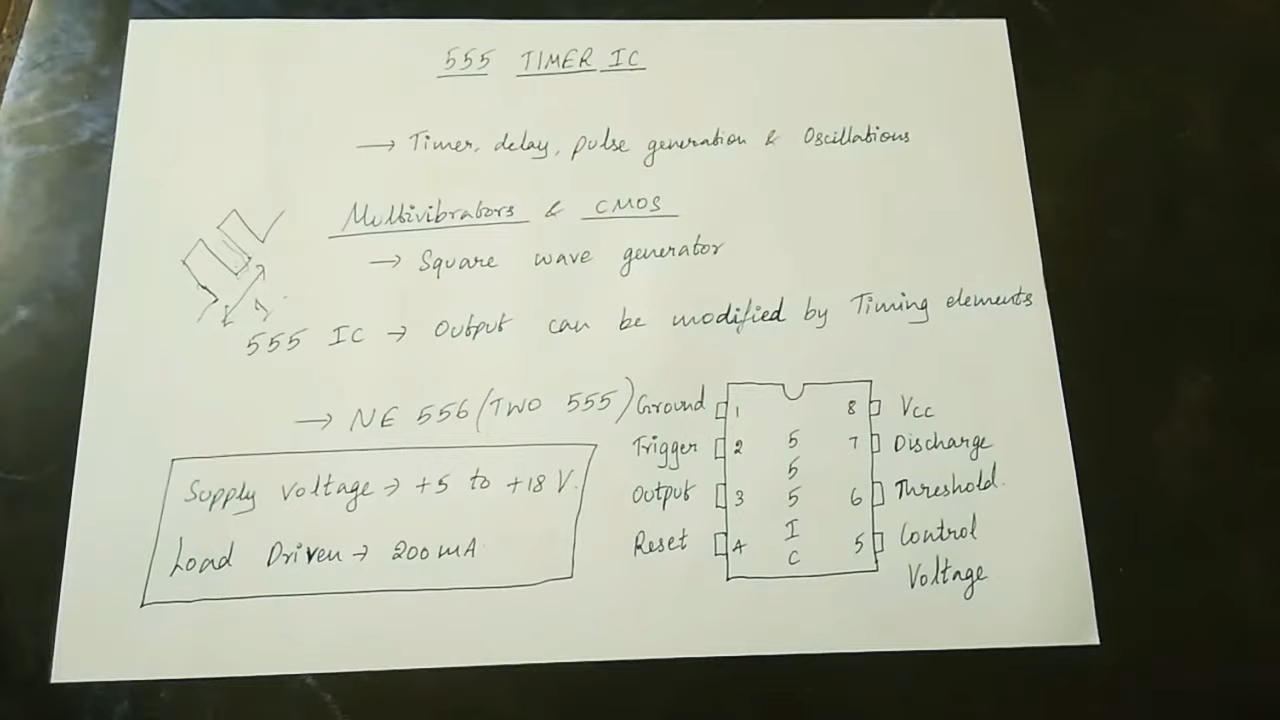 555 TIMER IC
→ Timer, delay, pulse generation & Oscillations
Multivibrators & CMOS
→ Square wave generator
555 IC → Output can be modified by Timing elements
→ NE 556 (TWO 555)
Supply Voltage → +5 to +18 V.
Load Driven → 200mA
Ground 1 8 Vcc
Trigger 2 5 7 Discharge
5
Output 3 5 6 Threshold.
I
Reset 4 5 Control
C
Voltage